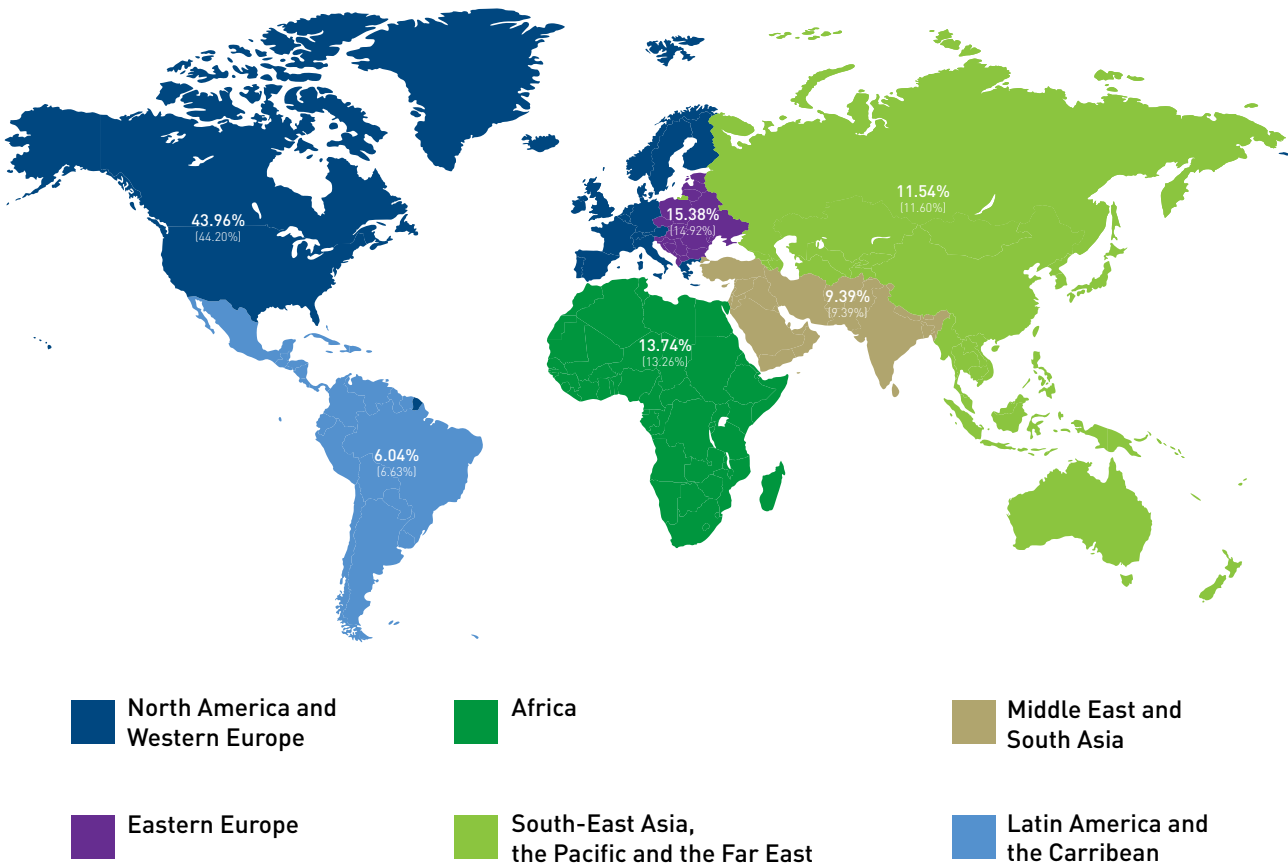 11.54%
(11.60%)
43.96%
(44.20%)
15.38%
(14.92%)
9.39%
(9.39%)
13.74%
(13.26%)
6.04%
(6.63%)
North America and
Western Europe
Africa
Middle East and
South Asia
Eastern Europe
South-East Asia,
the Pacific and the Far East
Latin America and
the Carribean